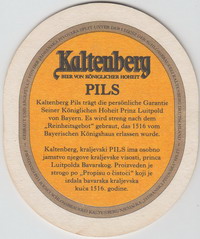 Kaltenberg
BIER VON KÖNIGLICHER HOHEIT
PILS
Kaltenberg Pils trägt die persönliche Garantie
Seiner Königlichen Hoheit Prinz Luitpold
von Bayern. Es wird streng nach dem
„Reinheitsgebot" gebraut, das 1516 vom
Bayerischen Königshaus erlassen wurde.
Kaltenberg, kraljevski PILS ima osobno
jamstvo njegove kraljevske visosti, princa
Luitpolda Bavarskog. Proizveden je
strogo po „Propisu o čistoći" koji je
izdala bavarska kraljevska
kuća 1516. godine.